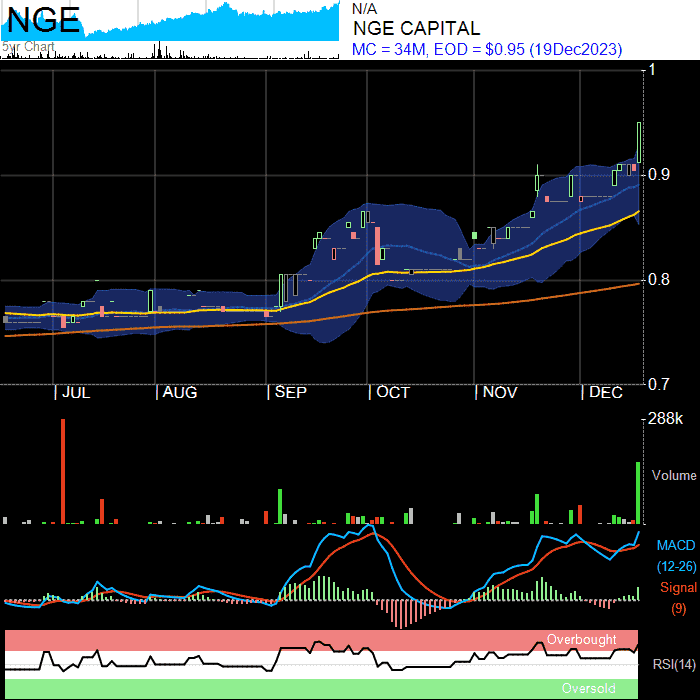 NGE
5yr Chart
N/A
NGE CAPITAL
MC = 34M, EOD = $0.95 (19Dec2023)
1
0.9
0.8
0.7
JUL AUG SEP OCT NOV DEC
288k
Volume
MACD
(12-26)
Signal
(9)
Overbought
RSI(14)
Oversold